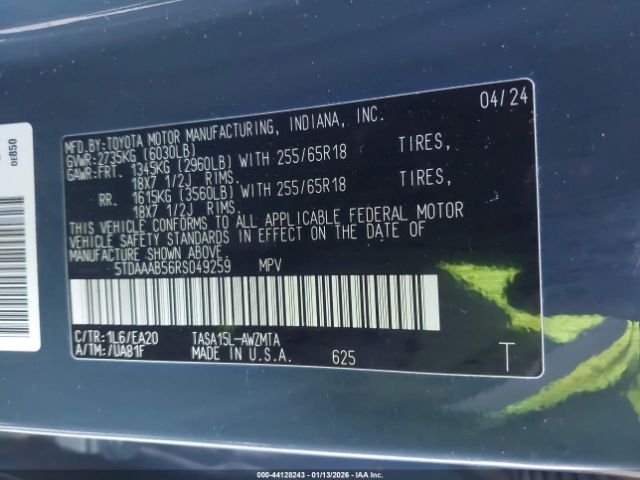 04/24
MFD.BY:TOYOTA MOTOR MANUFACTURING, INDIANA, INC.
GVWR:2735KG (6030LB)
GAWR:FRT. 1345KG (2960LB) WITH 255/65R18 TIRES,
18X7 1/2J RIMS.
RR. 1615KG (3560LB) WITH 255/65R18 TIRES,
18X7 1/2J RIMS.
THIS VEHICLE CONFORMS TO ALL APPLICABLE FEDERAL MOTOR
VEHICLE SAFETY STANDARDS IN EFFECT ON THE DATE OF
MANUFACTURE SHOWN ABOVE.
5TDAAAB56RS049259 MPV
C/TR:1L6/EA20 TASA15L-AWZMTA
A/TM:/UA81F MADE IN U.S.A. 625 T
0E850
000-44128243 - 01/13/2026 - IAA Inc.